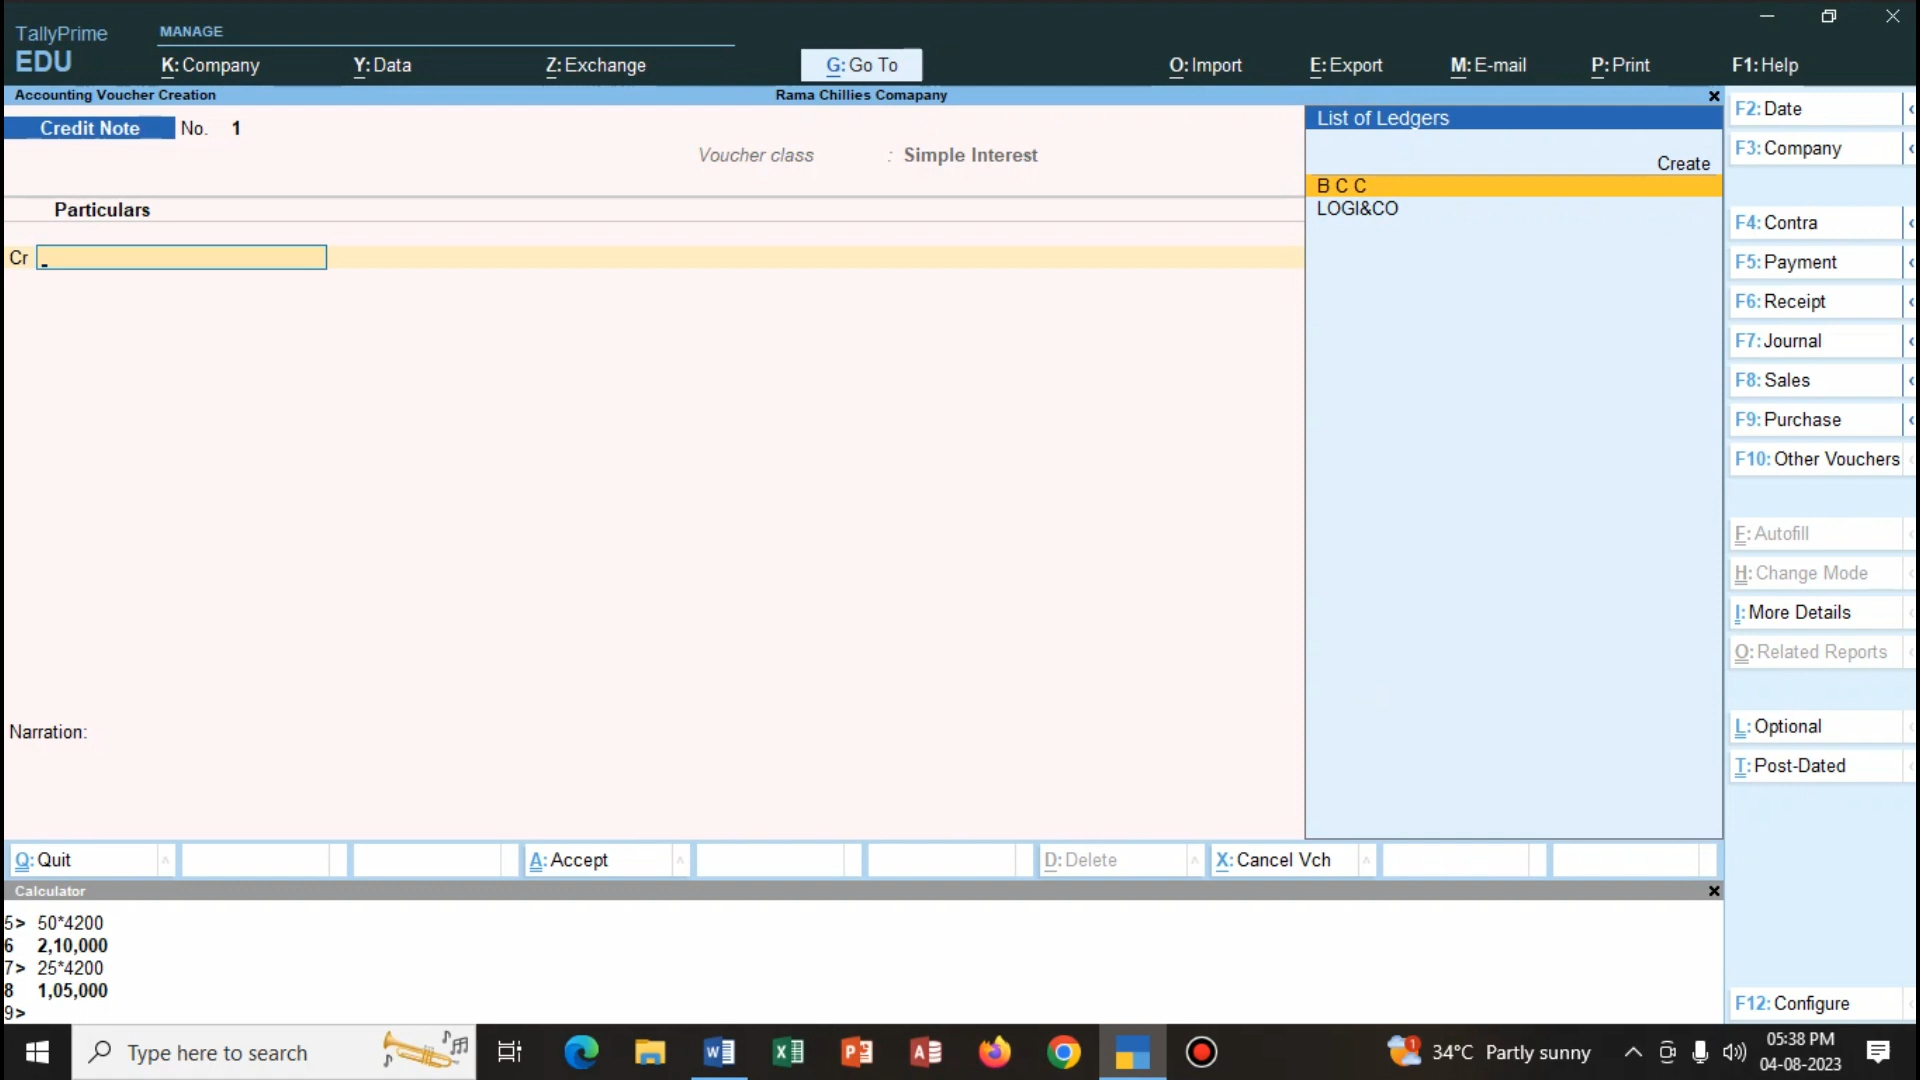 TallyPrime
EDU
MANAGE
K: Company
Y: Data
Z: Exchange
G: Go To
O: Import
E: Export
M: E-mail
P: Print
F1: Help
Accounting Voucher Creation
Rama Chillies Comapany
Credit Note No. 1
Voucher class : Simple Interest
Particulars
Cr
Narration:
List of Ledgers
Create
B C C
LOGI&CO
F2: Date
F3: Company
F4: Contra
F5: Payment
F6: Receipt
F7: Journal
F8: Sales
F9: Purchase
F10: Other Vouchers
F: Autofill
H: Change Mode
I: More Details
O: Related Reports
L: Optional
T: Post-Dated
F12: Configure
Q: Quit
A: Accept
D: Delete
X: Cancel Vch
Calculator
5> 50*4200
6 2,10,000
7> 25*4200
8 1,05,000
9>
Type here to search
34°C Partly sunny
05:38 PM
04-08-2023